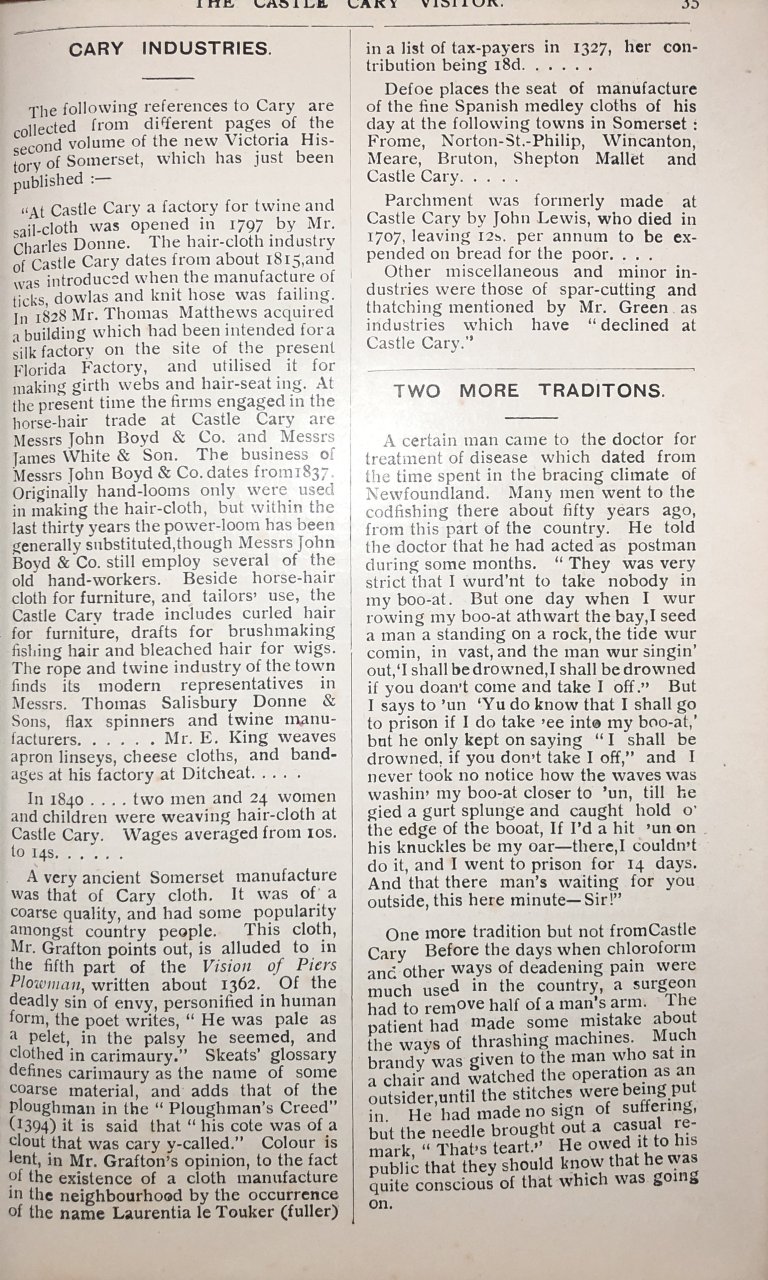 THE CASTLE CARY VISITOR. 35
CARY INDUSTRIES.
The following references to Cary are
collected from different pages of the
second volume of the new Victoria His-
tory of Somerset, which has just been
published :—
"At Castle Cary a factory for twine and
sail-cloth was opened in 1797 by Mr.
Charles Donne. The hair-cloth industry
of Castle Cary dates from about 1815,and
was introduced when the manufacture of
ticks, dowlas and knit hose was failing.
In 1828 Mr. Thomas Matthews acquired
a building which had been intended for a
silk factory on the site of the present
Florida Factory, and utilised it for
making girth webs and hair-seat ing. At
the present time the firms engaged in the
horse-hair trade at Castle Cary are
Messrs John Boyd & Co. and Messrs
James White & Son. The business of
Messrs John Boyd & Co. dates from1837.
Originally hand-looms only were used
in making the hair-cloth, but within the
last thirty years the power-loom has been
generally substituted,though Messrs John
Boyd & Co. still employ several of the
old hand-workers. Beside horse-hair
cloth for furniture, and tailors' use, the
Castle Cary trade includes curled hair
for furniture, drafts for brushmaking
fishing hair and bleached hair for wigs.
The rope and twine industry of the town
finds its modern representatives in
Messrs. Thomas Salisbury Donne &
Sons, flax spinners and twine manu-
facturers. . . . . . Mr. E. King weaves
apron linseys, cheese cloths, and band-
ages at his factory at Ditcheat. . . . .
In 1840 . . . . two men and 24 women
and children were weaving hair-cloth at
Castle Cary. Wages averaged from 10s.
to 14s. . . . . . .
A very ancient Somerset manufacture
was that of Cary cloth. It was of a
coarse quality, and had some popularity
amongst country people. This cloth,
Mr. Grafton points out, is alluded to in
the fifth part of the Vision of Piers
Plowman, written about 1362. Of the
deadly sin of envy, personified in human
form, the poet writes, " He was pale as
a pelet, in the palsy he seemed, and
clothed in carimaury." Skeats' glossary
defines carimaury as the name of some
coarse material, and adds that of the
ploughman in the " Ploughman's Creed"
(1394) it is said that " his cote was of a
clout that was cary y-called." Colour is
lent, in Mr. Grafton's opinion, to the fact
of the existence of a cloth manufacture
in the neighbourhood by the occurrence
of the name Laurentia le Touker (fuller)
in a list of tax-payers in 1327, her con-
tribution being 18d. . . . . . .
Defoe places the seat of manufacture
of the fine Spanish medley cloths of his
day at the following towns in Somerset :
Frome, Norton-St.-Philip, Wincanton,
Meare, Bruton, Shepton Mallet and
Castle Cary. . . . .
Parchment was formerly made at
Castle Cary by John Lewis, who died in
1707, leaving 12s. per annum to be ex-
pended on bread for the poor. . . .
Other miscellaneous and minor in-
dustries were those of spar-cutting and
thatching mentioned by Mr. Green as
industries which have " declined at
Castle Cary."
TWO MORE TRADITONS.
A certain man came to the doctor for
treatment of disease which dated from
the time spent in the bracing climate of
Newfoundland. Many men went to the
codfishing there about fifty years ago,
from this part of the country. He told
the doctor that he had acted as postman
during some months. " They was very
strict that I wurd'nt to take nobody in
my boo-at. But one day when I wur
rowing my boo-at athwart the bay,I seed
a man a standing on a rock, the tide wur
comin, in vast, and the man wur singin'
out,'I shall be drowned,I shall be drowned
if you doan't come and take I off." But
I says to 'un 'Yu do know that I shall go
to prison if I do take 'ee into my boo-at,'
but he only kept on saying " I shall be
drowned, if you don't take I off," and I
never took no notice how the waves was
washin' my boo-at closer to 'un, till he
gied a gurt splunge and caught hold o'
the edge of the booat, If I'd a hit 'un on
his knuckles be my oar—there,I couldn't
do it, and I went to prison for 14 days.
And that there man's waiting for you
outside, this here minute—Sir!"
One more tradition but not fromCastle
Cary Before the days when chloroform
and other ways of deadening pain were
much used in the country, a surgeon
had to remove half of a man's arm. The
patient had made some mistake about
the ways of thrashing machines. Much
brandy was given to the man who sat in
a chair and watched the operation as an
outsider,until the stitches were being put
in. He had made no sign of suffering,
but the needle brought out a casual re-
mark, " That's teart." He owed it to his
public that they should know that he was
quite conscious of that which was going
on.